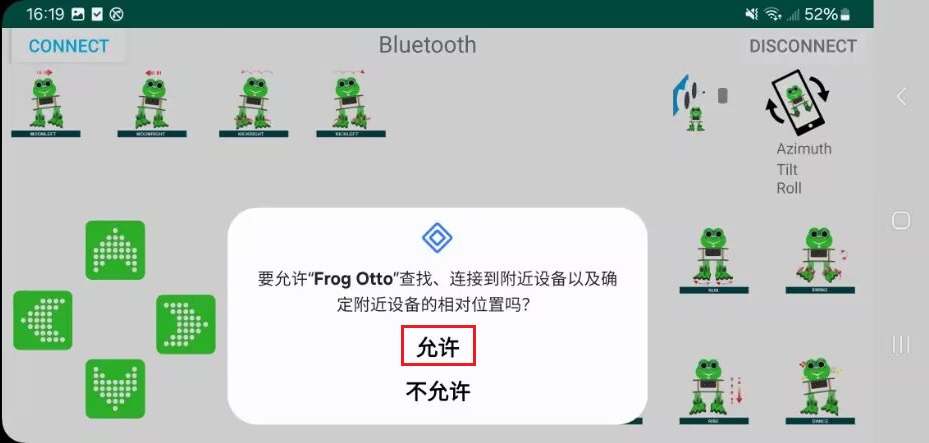 16:19
52%
CONNECT
Bluetooth
DISCONNECT
MOONLEFT
MOONRIGHT
KICKRIGHT
KICKLEFT
Azimuth
Tilt
Roll
要允许“Frog Otto”查找、连接到附近设备以及确
定附近设备的相对位置吗?
允许
不允许
SWING
RISE
DANCE